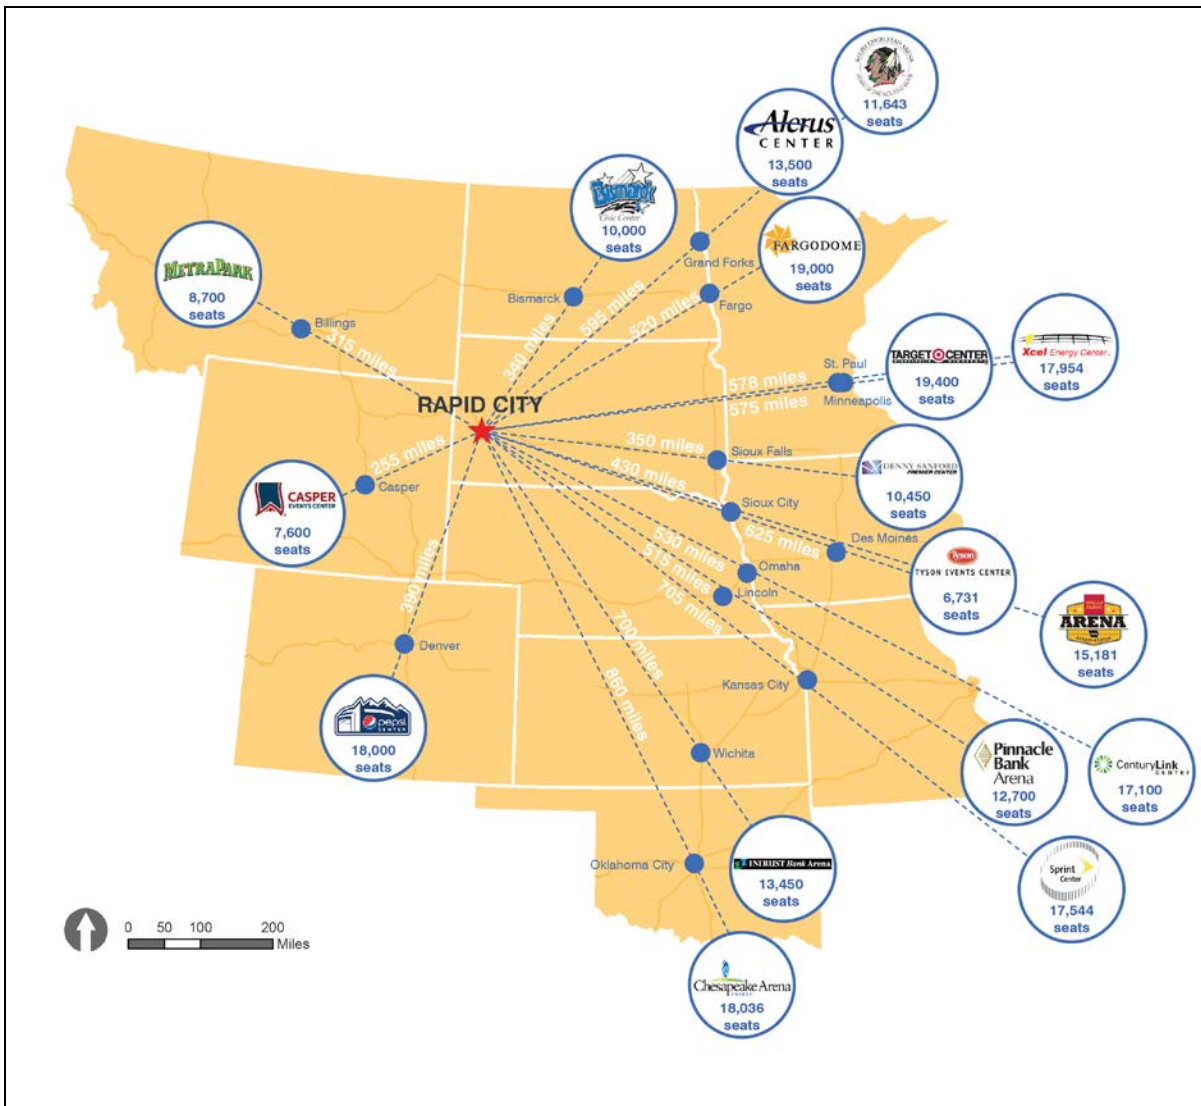 11,643
seats
Alerus
CENTER
13,500
seats
Bismarck
Civic Center
10,000
seats
FARGODOME
19,000
seats
METRAPARK
8,700
seats
Grand Forks
Bismarck
Fargo
Billings
315 miles
340 miles
595 miles
520 miles
TARGET CENTER
19,400
seats
Xcel Energy Center
17,954
seats
St. Paul
Minneapolis
578 miles
575 miles
RAPID CITY
350 miles
Sioux Falls
DENNY SANFORD
PREMIER CENTER
10,450
seats
255 miles
Casper
CASPER
EVENTS CENTER
7,600
seats
430 miles
Sioux City
625 miles
Des Moines
Tyson
TYSON EVENTS CENTER
6,731
seats
530 miles
515 miles
705 miles
Omaha
Lincoln
ARENA
15,181
seats
390 miles
Denver
pepsi
CENTER
18,000
seats
700 miles
860 miles
Kansas City
Wichita
Pinnacle
Bank
Arena
12,700
seats
CenturyLink
CENTER
17,100
seats
Oklahoma City
INTRUST Bank Arena
13,450
seats
Sprint
Center
17,544
seats
Chesapeake Arena
ENERGY
18,036
seats
0 50 100 200
Miles